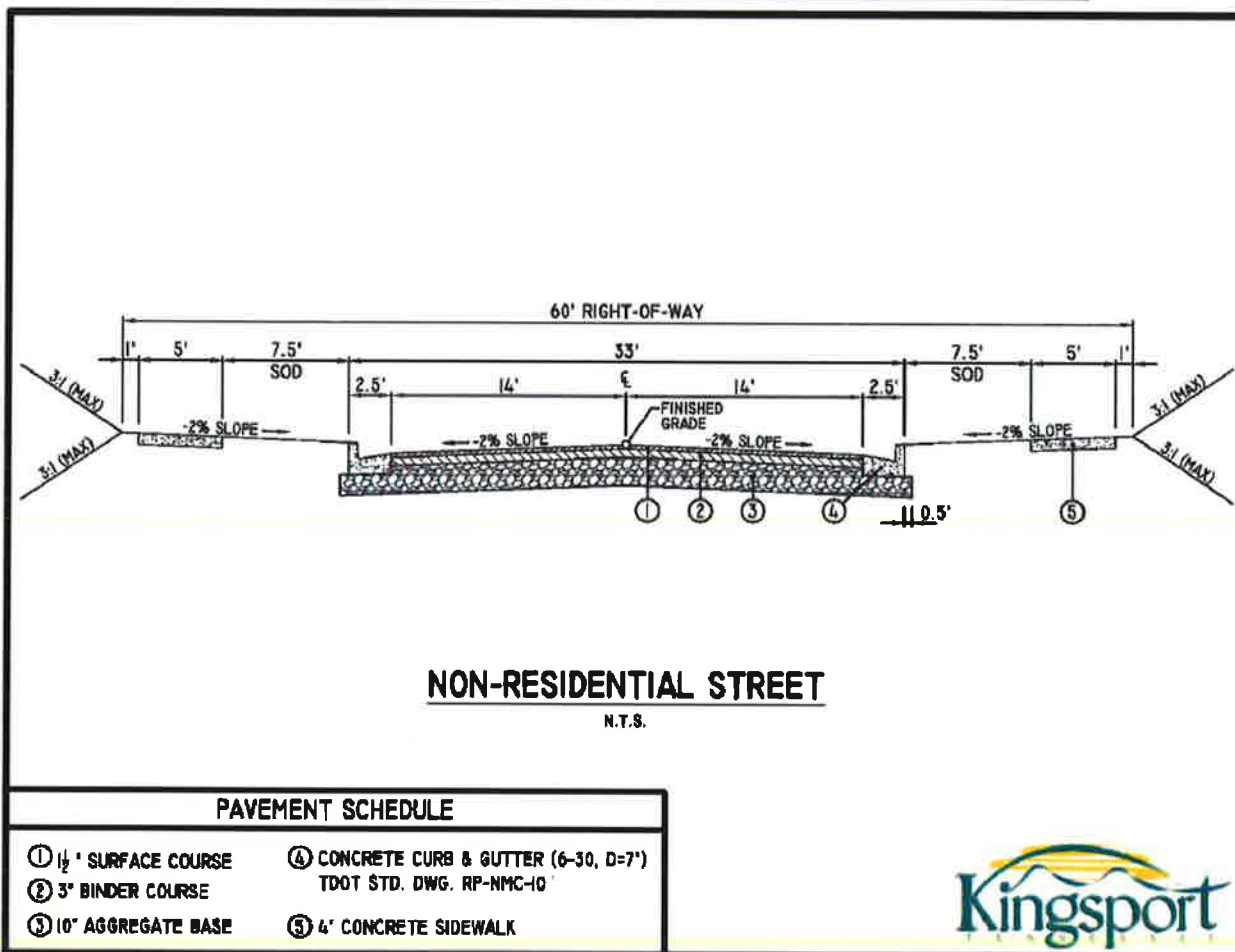 60' RIGHT-OF-WAY
1' 5' 7.5' 33' 7.5' 5' 1'
SOD SOD
2.5' 14' ℄ 14' 2.5'
3:1 (MAX) 3:1 (MAX)
FINISHED
GRADE
-2% SLOPE -2% SLOPE -2% SLOPE -2% SLOPE
3:1 (MAX) 3:1 (MAX)
① ② ③ ④ 0.5' ⑤
NON-RESIDENTIAL STREET
N.T.S.
PAVEMENT SCHEDULE
① 1½" SURFACE COURSE
② 3" BINDER COURSE
③ 10" AGGREGATE BASE
④ CONCRETE CURB & GUTTER (6-30, D=7")
TDOT STD. DWG. RP-NMC-10
⑤ 4" CONCRETE SIDEWALK
Kingsport